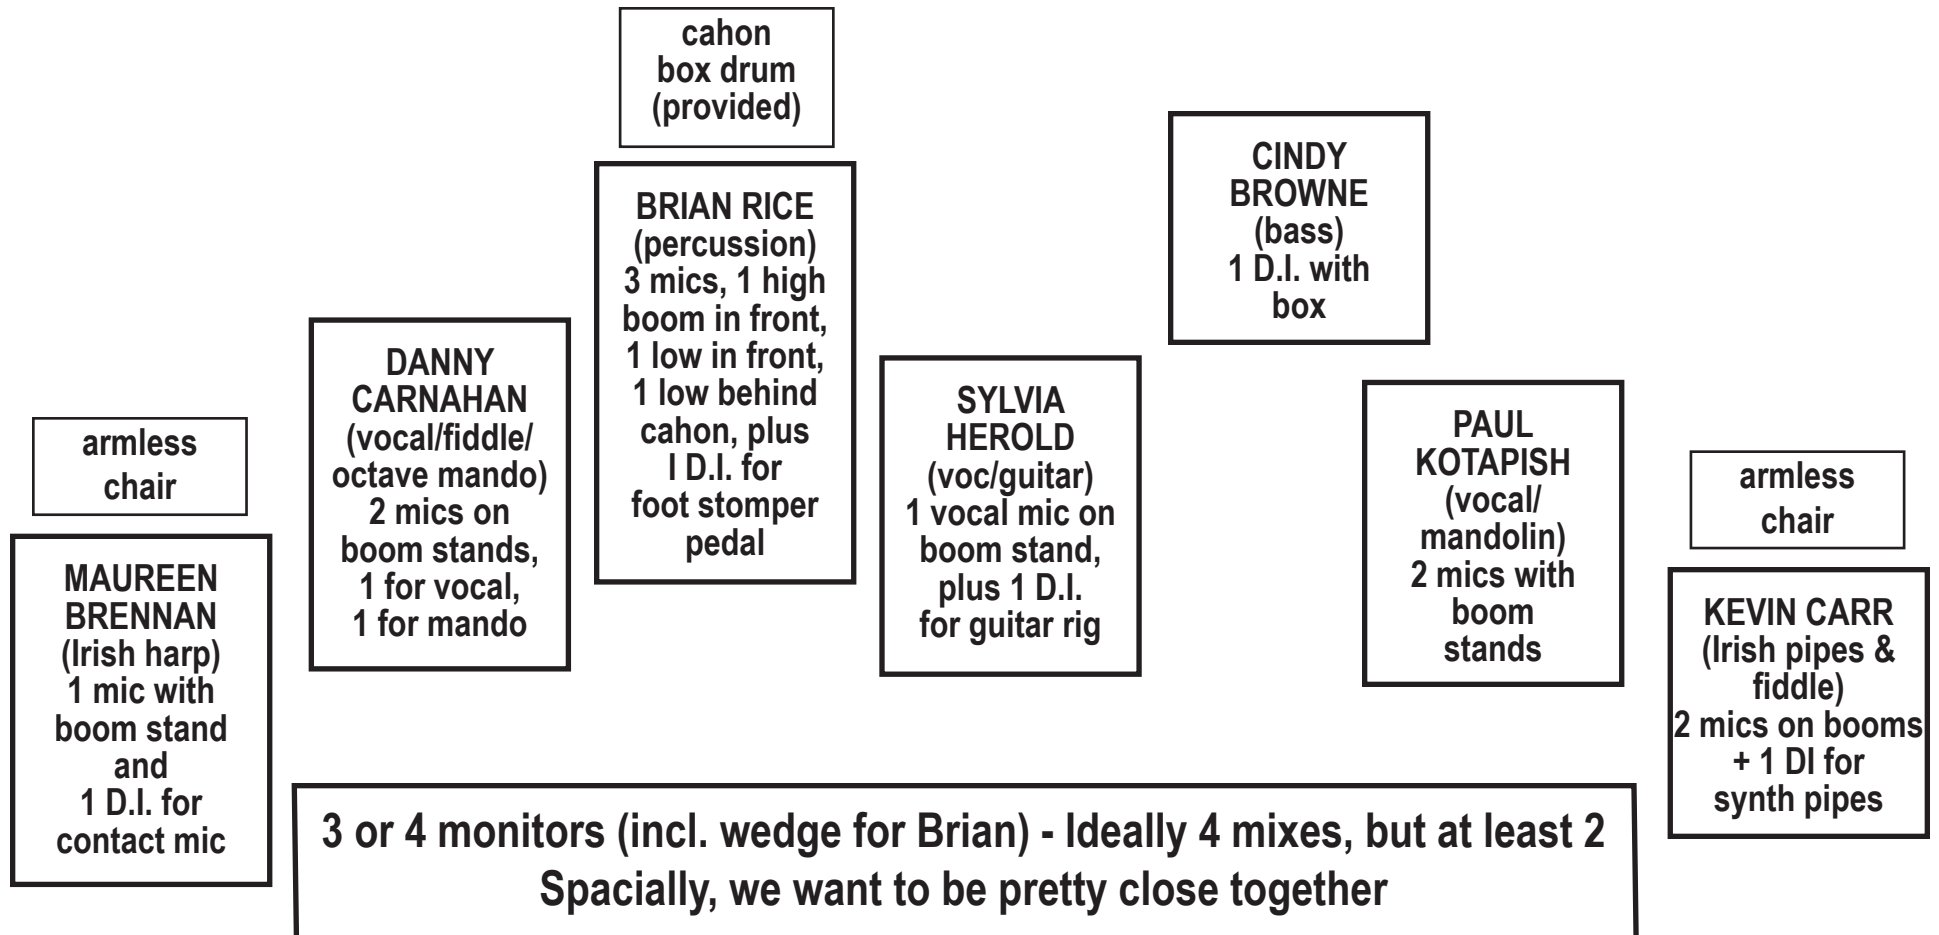 cahon
box drum
(provided)
CINDY
BROWNE
(bass)
1 D.I. with
box
BRIAN RICE
(percussion)
3 mics, 1 high
boom in front,
1 low in front,
1 low behind
cahon, plus
I D.I. for
foot stomper
pedal
DANNY
CARNAHAN
(vocal/fiddle/
octave mando)
2 mics on
boom stands,
1 for vocal,
1 for mando
SYLVIA
HEROLD
(voc/guitar)
1 vocal mic on
boom stand,
plus 1 D.I.
for guitar rig
PAUL
KOTAPISH
(vocal/
mandolin)
2 mics with
boom
stands
armless
chair
MAUREEN
BRENNAN
(Irish harp)
1 mic with
boom stand
and
1 D.I. for
contact mic
armless
chair
KEVIN CARR
(Irish pipes &
fiddle)
2 mics on booms
+ 1 DI for
synth pipes
3 or 4 monitors (incl. wedge for Brian) - Ideally 4 mixes, but at least 2
Spacially, we want to be pretty close together